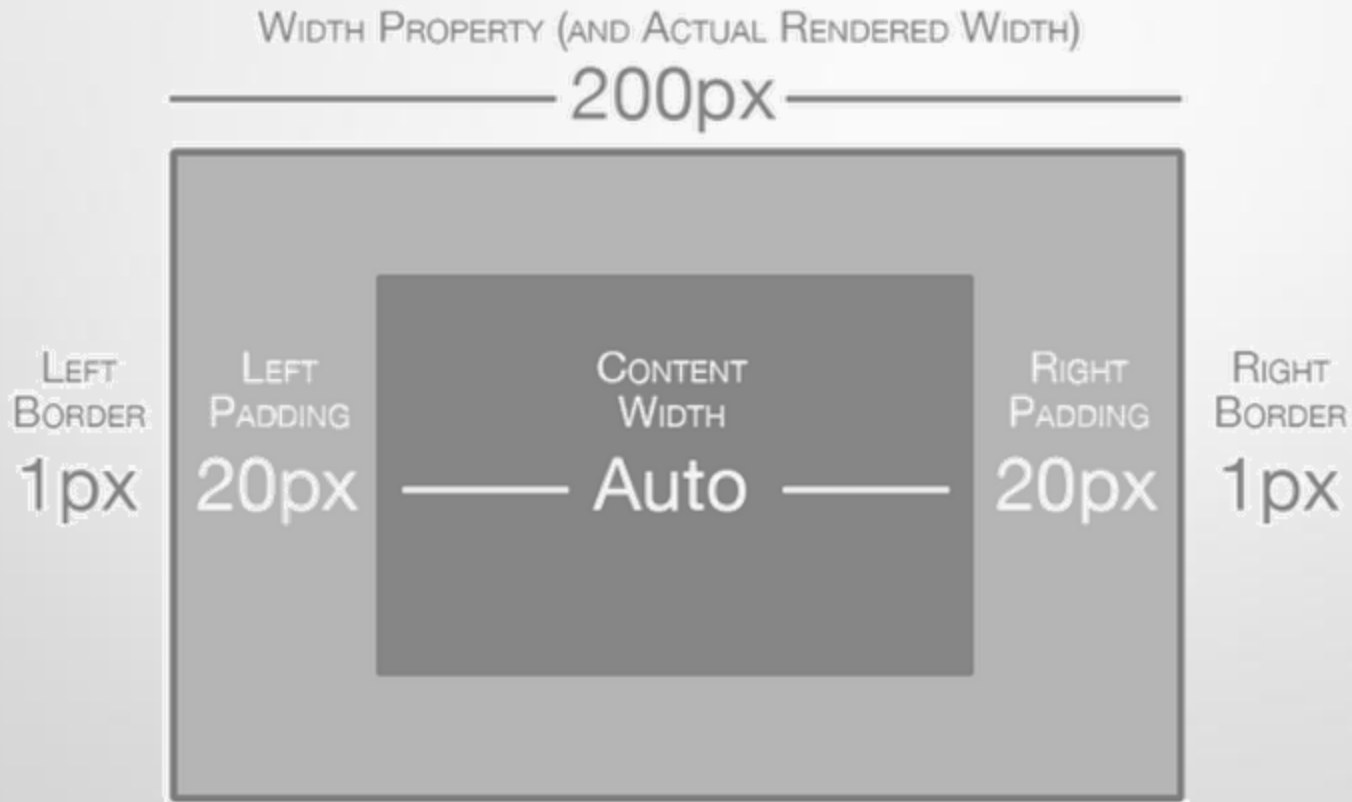 Width Property (and Actual Rendered Width)
200px
Left
Border
1px
Left
Padding
20px
Content
Width
Auto
Right
Padding
20px
Right
Border
1px